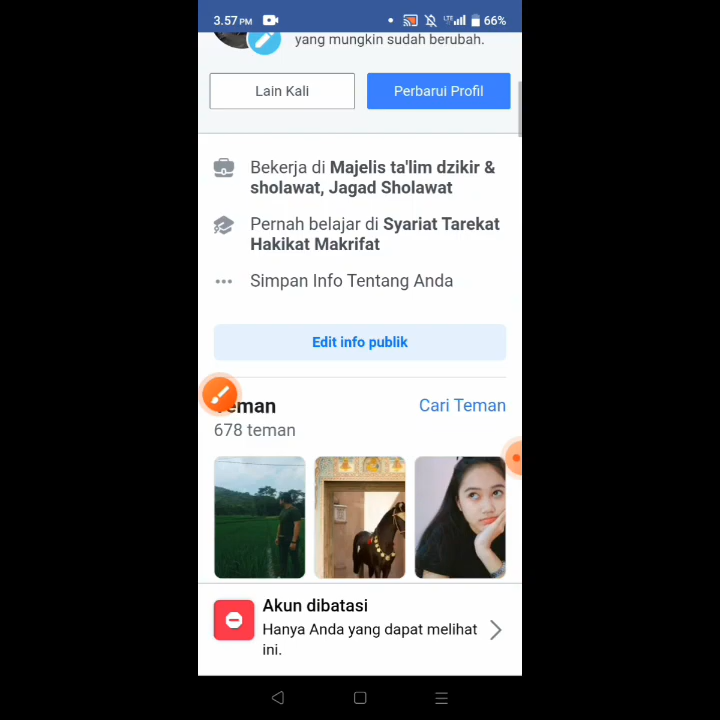 3.57 PM LTE 66%
yang mungkin sudah berubah.
Lain Kali
Perbarui Profil
Bekerja di Majelis ta'lim dzikir &
sholawat, Jagad Sholawat
Pernah belajar di Syariat Tarekat
Hakikat Makrifat
Simpan Info Tentang Anda
Edit info publik
eman Cari Teman
678 teman
Akun dibatasi
Hanya Anda yang dapat melihat
ini.